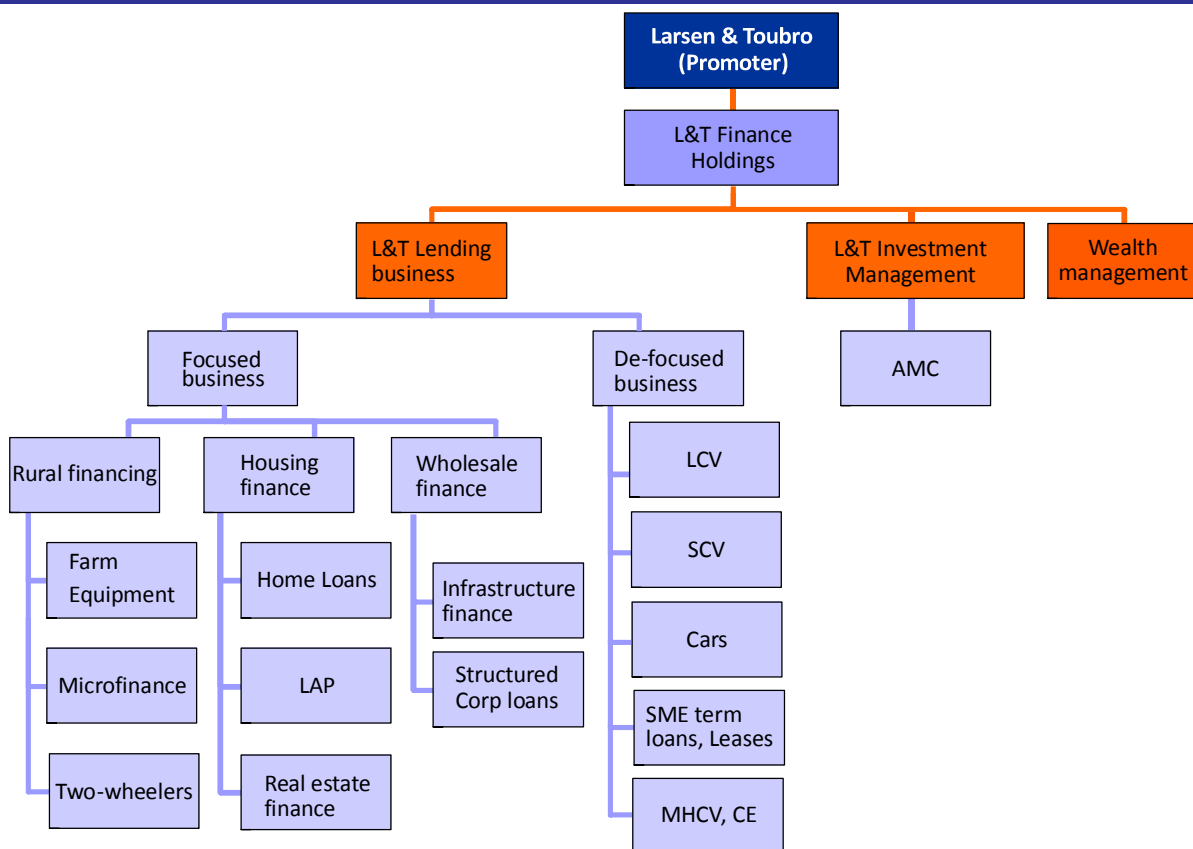 Larsen & Toubro
(Promoter)
L&T Finance
Holdings
L&T Lending
business
L&T Investment
Management
Wealth
management
Focused
business
De-focused
business
AMC
Rural financing
Housing
finance
Wholesale
finance
LCV
Farm
Equipment
Home Loans
Infrastructure
finance
SCV
Microfinance
LAP
Structured
Corp loans
Cars
Two-wheelers
Real estate
finance
SME term
loans, Leases
MHCV, CE